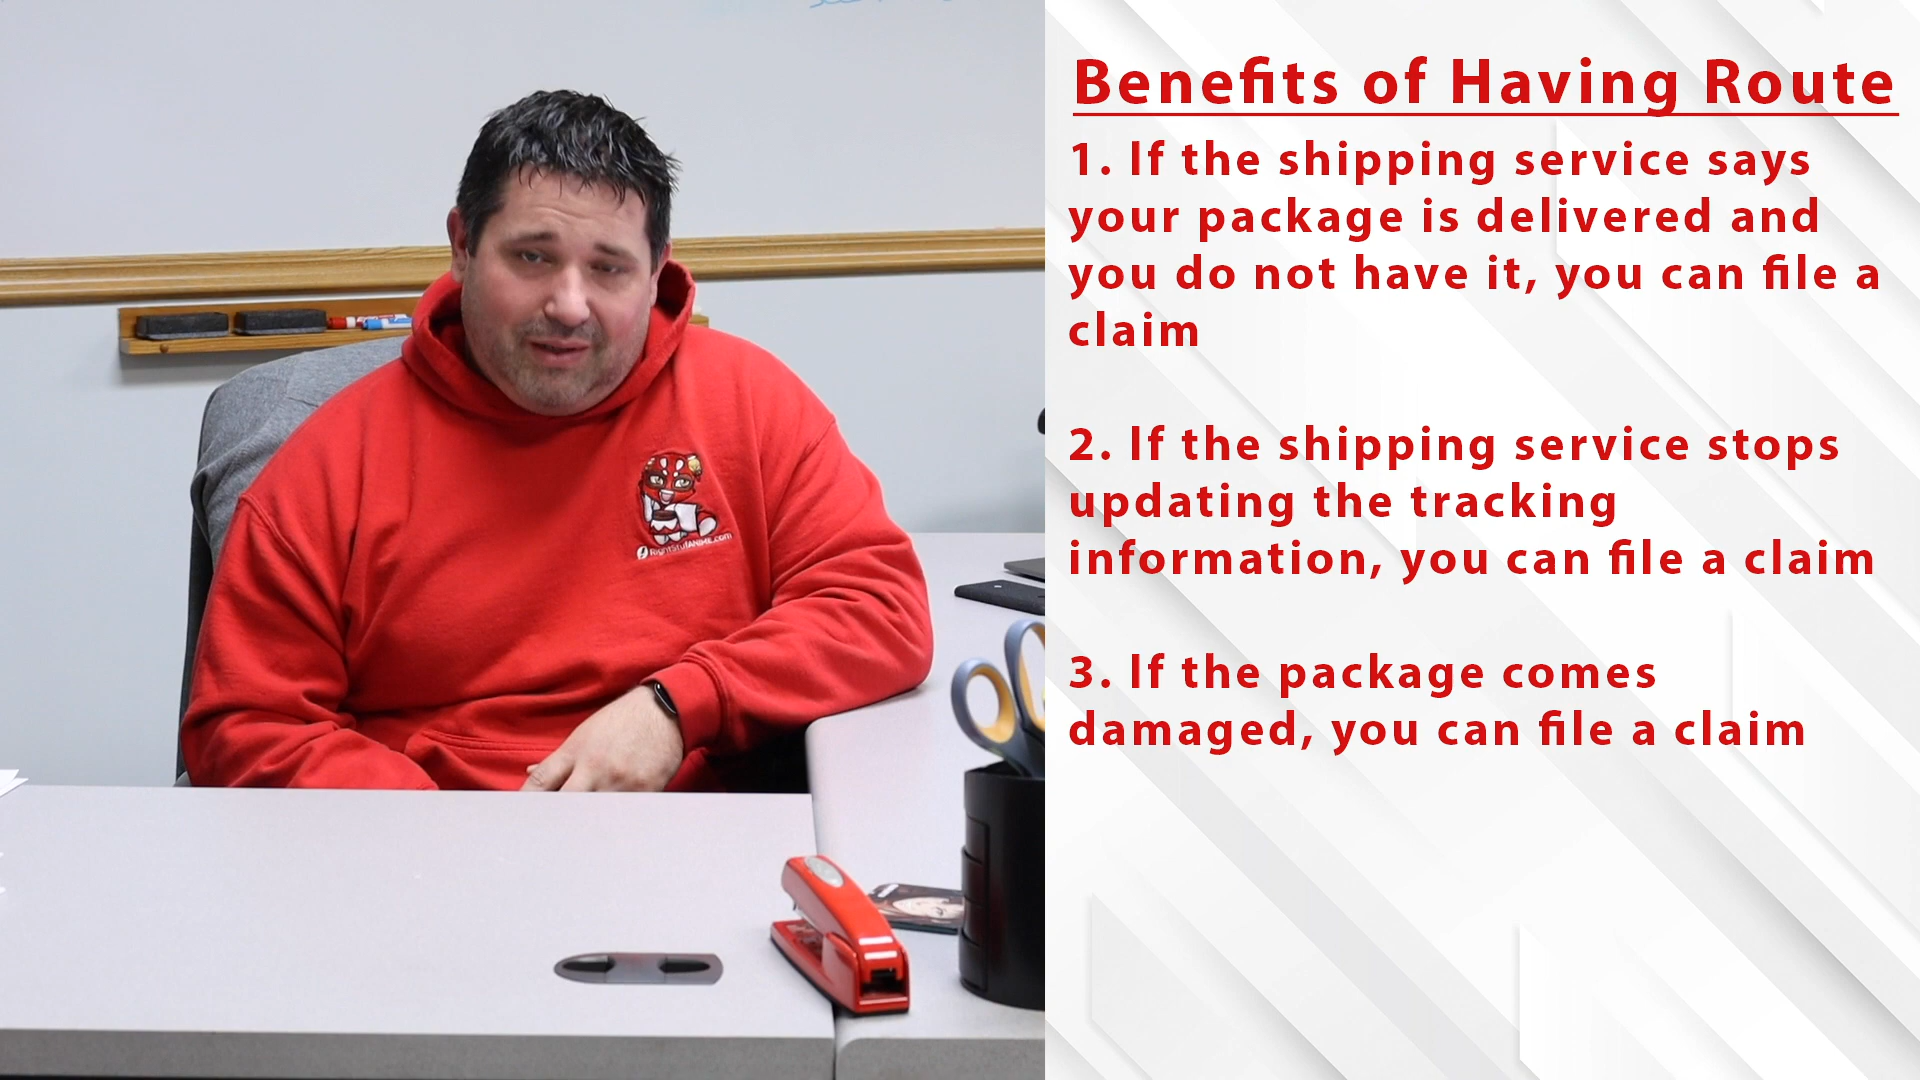 Benefits of Having Route
1. If the shipping service says
your package is delivered and
you do not have it, you can file a
claim
2. If the shipping service stops
updating the tracking
information, you can file a claim
3. If the package comes
damaged, you can file a claim
RightStufAnime.com